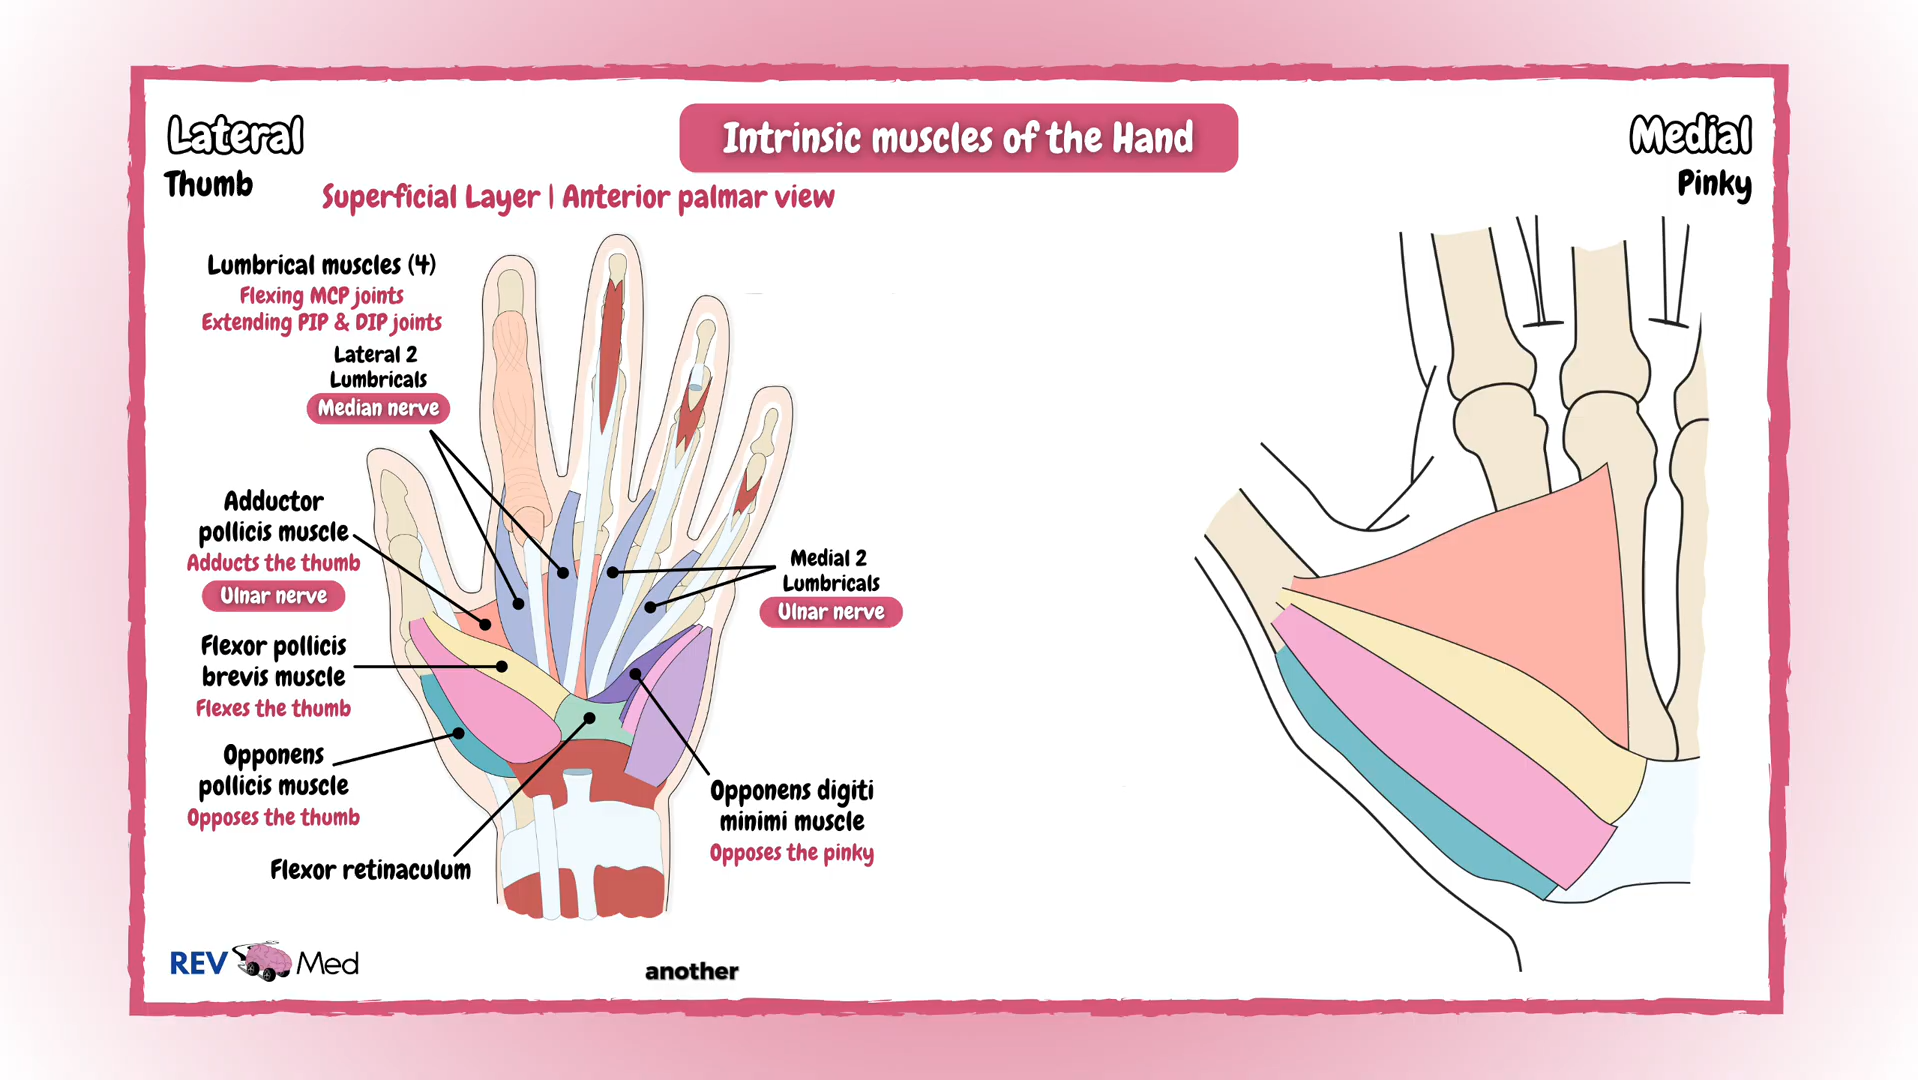 Intrinsic muscles of the Hand
Lateral
Thumb
Medial
Pinky
Superficial Layer | Anterior palmar view
Lumbrical muscles (4)
Flexing MCP joints
Extending PIP & DIP joints
Lateral 2
Lumbricals
Median nerve
Adductor
pollicis muscle
Adducts the thumb
Ulnar nerve
Flexor pollicis
brevis muscle
Flexes the thumb
Opponens
pollicis muscle
Opposes the thumb
Flexor retinaculum
Medial 2
Lumbricals
Ulnar nerve
Opponens digiti
minimi muscle
Opposes the pinky
REV Med
another